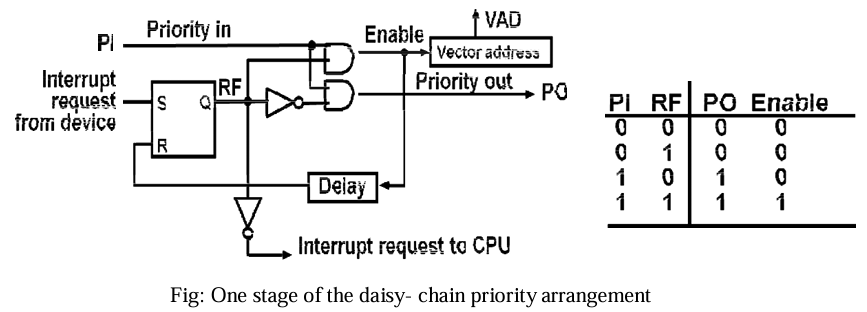 VAD
Enable
PI Priority in
Vector address
Priority out PO
Interrupt
request
from device
RF
S Q
R
Delay
Interrupt request to CPU
PI RF PO Enable
0 0 0 0
0 1 0 0
1 0 1 0
1 1 1 1
Fig: One stage of the daisy- chain priority arrangement